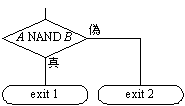 A NAND B
偽
真
exit 1
exit 2